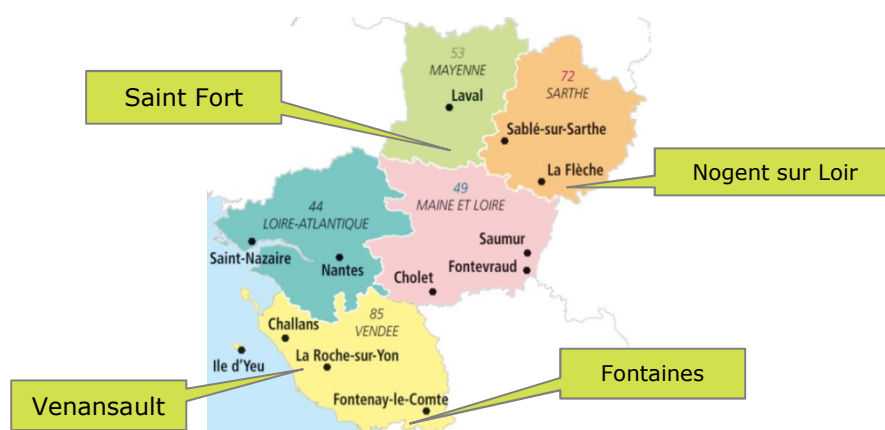 53
MAYENNE
Laval
72
SARTHE
Saint Fort
Sablé-sur-Sarthe
La Flèche
Nogent sur Loir
49
MAINE ET LOIRE
44
LOIRE-ATLANTIQUE
Saumur
Saint-Nazaire
Nantes
Fontevraud
Cholet
85
VENDEE
Challans
Ile d'Yeu
La Roche-sur-Yon
Fontaines
Venansault
Fontenay-le-Comte